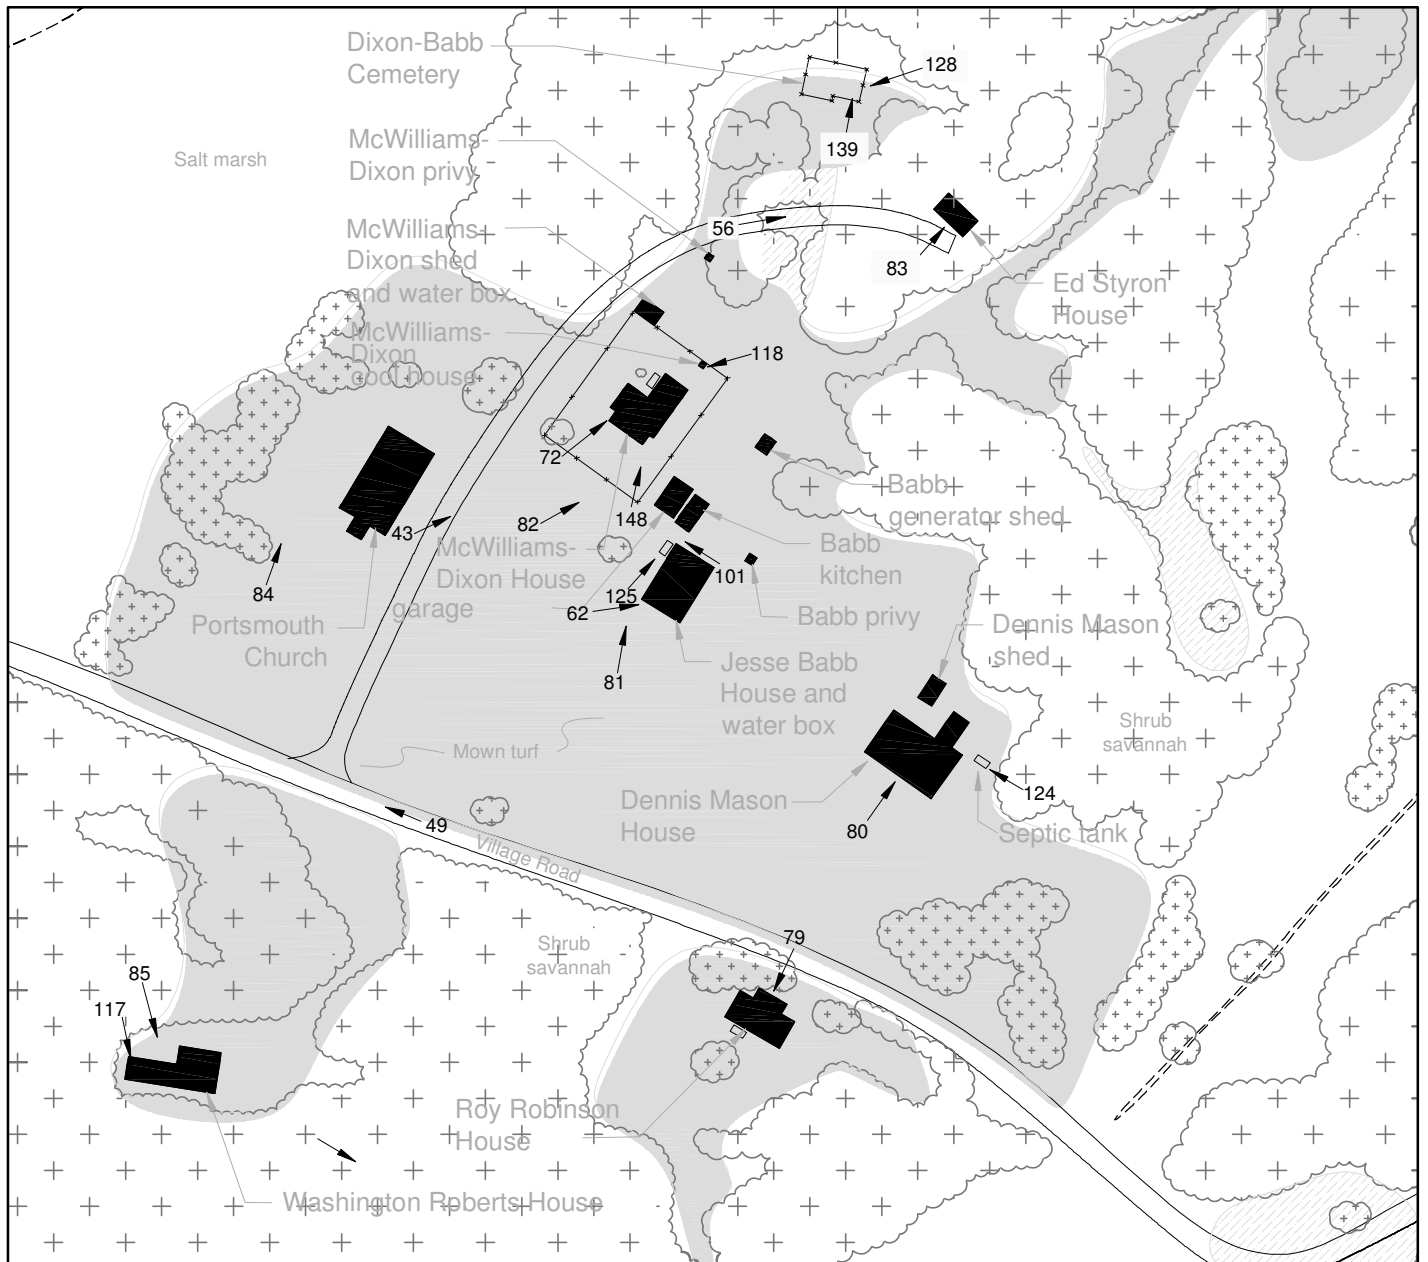 Dixon-Babb
Cemetery
128
139
McWilliams-
Dixon privy
Salt marsh
56
McWilliams-
Dixon shed
and water box
83
Ed Styron
House
McWilliams-
Dixon
cool house
118
72
148
82
43
Babb
generator shed
McWilliams-
Dixon House
Babb
kitchen
101
125
84
garage
62
Babb privy
Portsmouth
Church
Dennis Mason
shed
81
Jesse Babb
House and
water box
Mown turf
Shrub
savannah
Dennis Mason
House
124
80
Septic tank
49
Village Road
79
Shrub
savannah
85
117
Roy Robinson
House
Washington Roberts House